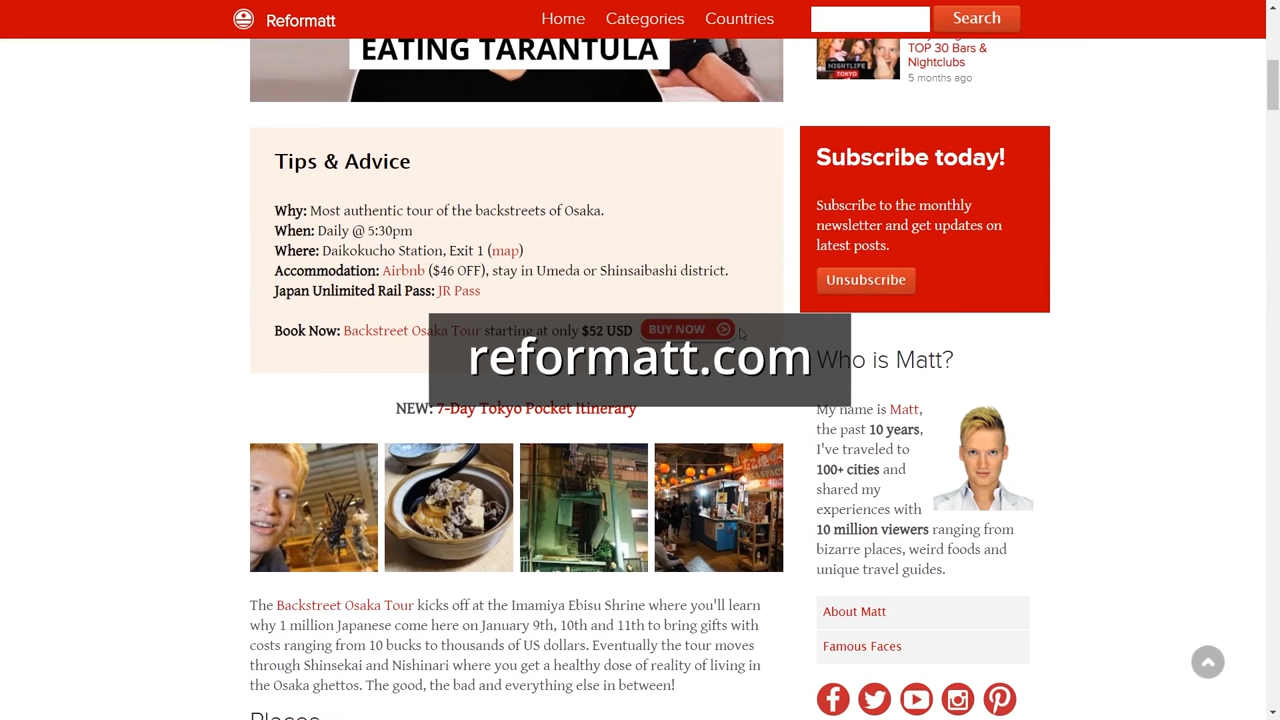 Reformatt
Home Categories Countries
Search
EATING TARANTULA
TOP 30 Bars &
Nightclubs
5 months ago
NIGHTLIFE
TOKYO
Tips & Advice
Why: Most authentic tour of the backstreets of Osaka.
When: Daily @ 5:30pm
Where: Daikokucho Station, Exit 1 (map)
Accommodation: Airbnb ($46 OFF), stay in Umeda or Shinsaibashi district.
Japan Unlimited Rail Pass: JR Pass
Book Now: Backstreet Osaka Tour starting at only $52 USD BUY NOW
reformatt.com
NEW: 7-Day Tokyo Pocket Itinerary
The Backstreet Osaka Tour kicks off at the Imamiya Ebisu Shrine where you'll learn
why 1 million Japanese come here on January 9th, 10th and 11th to bring gifts with
costs ranging from 10 bucks to thousands of US dollars. Eventually the tour moves
through Shinsekai and Nishinari where you get a healthy dose of reality of living in
the Osaka ghettos. The good, the bad and everything else in between!
Places
Subscribe today!
Subscribe to the monthly
newsletter and get updates on
latest posts.
Unsubscribe
Who is Matt?
My name is Matt,
the past 10 years,
I've traveled to
100+ cities and
shared my
experiences with
10 million viewers ranging from
bizarre places, weird foods and
unique travel guides.
About Matt
Famous Faces